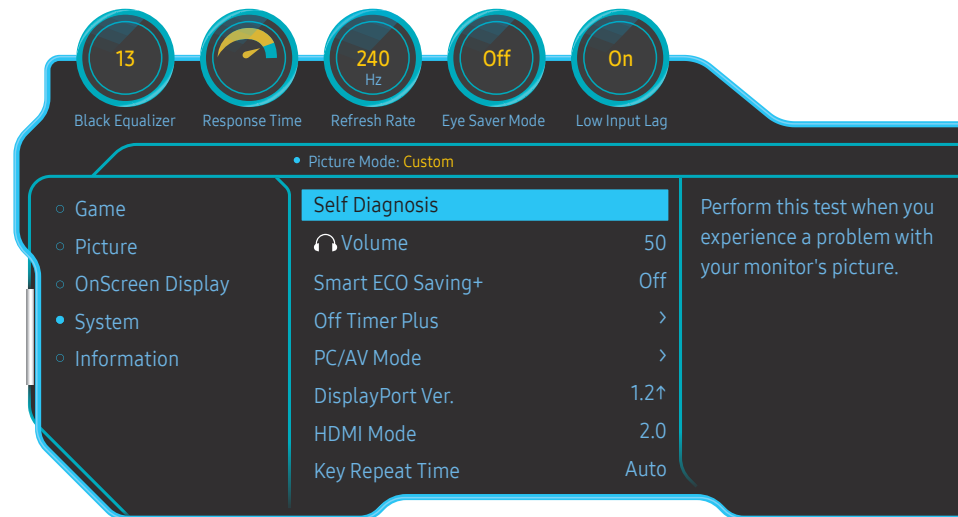 13
240
Hz
Off
On
Black Equalizer
Response Time
Refresh Rate
Eye Saver Mode
Low Input Lag
Picture Mode: Custom
Game
Picture
OnScreen Display
System
Information
Self Diagnosis
Volume 50
Smart ECO Saving+ Off
Off Timer Plus
PC/AV Mode
DisplayPort Ver. 1.2↑
HDMI Mode 2.0
Key Repeat Time Auto
Perform this test when you
experience a problem with
your monitor's picture.